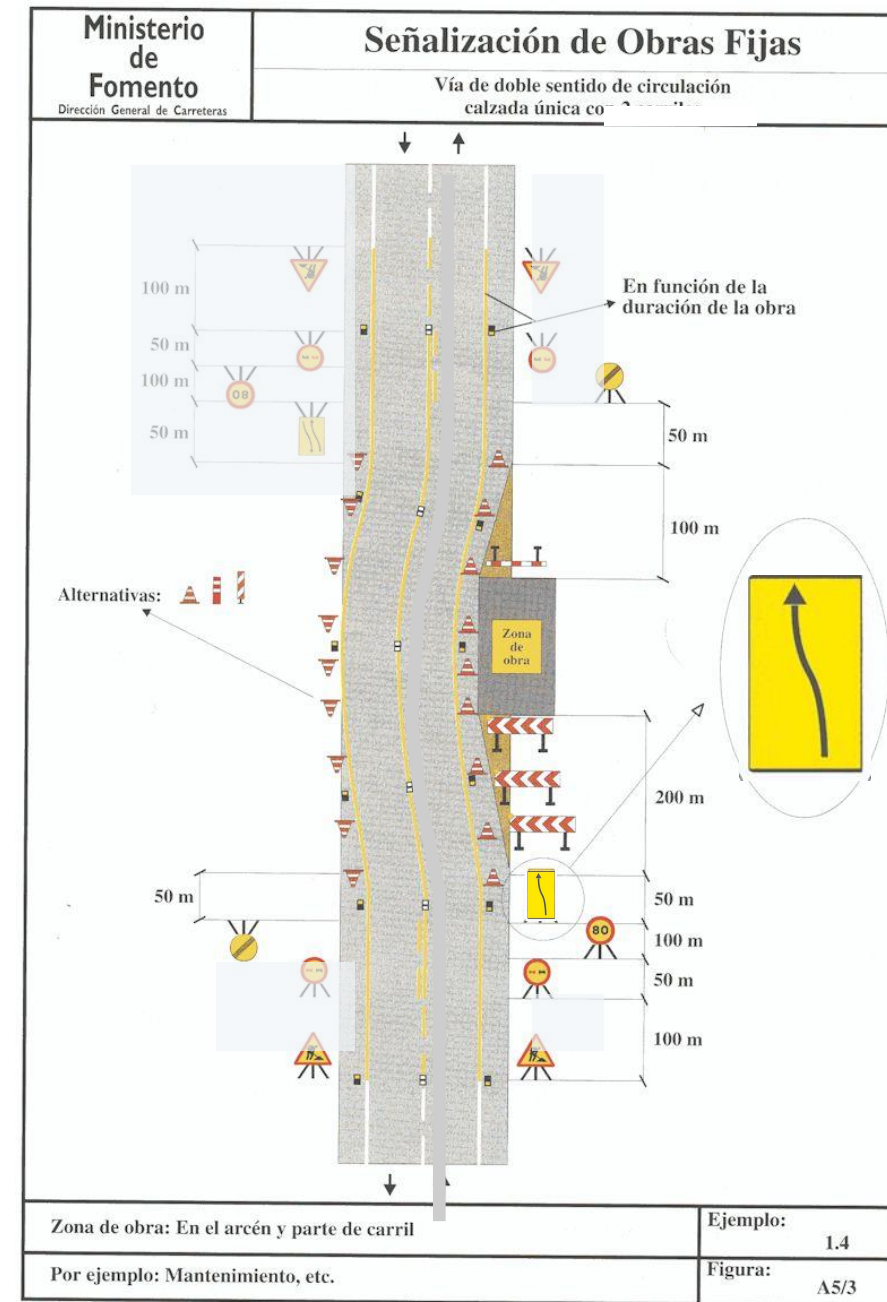 Ministerio
de
Fomento
Dirección General de Carreteras
Señalización de Obras Fijas
Vía de doble sentido de circulación
calzada única con
100 m
50 m
100 m
80
50 m
En función de la
duración de la obra
50 m
100 m
Alternativas:
Zona
de
obra
200 m
50 m
50 m
80
100 m
50 m
100 m
Zona de obra: En el arcén y parte de carril
Ejemplo:
1.4
Por ejemplo: Mantenimiento, etc.
Figura:
A5/3